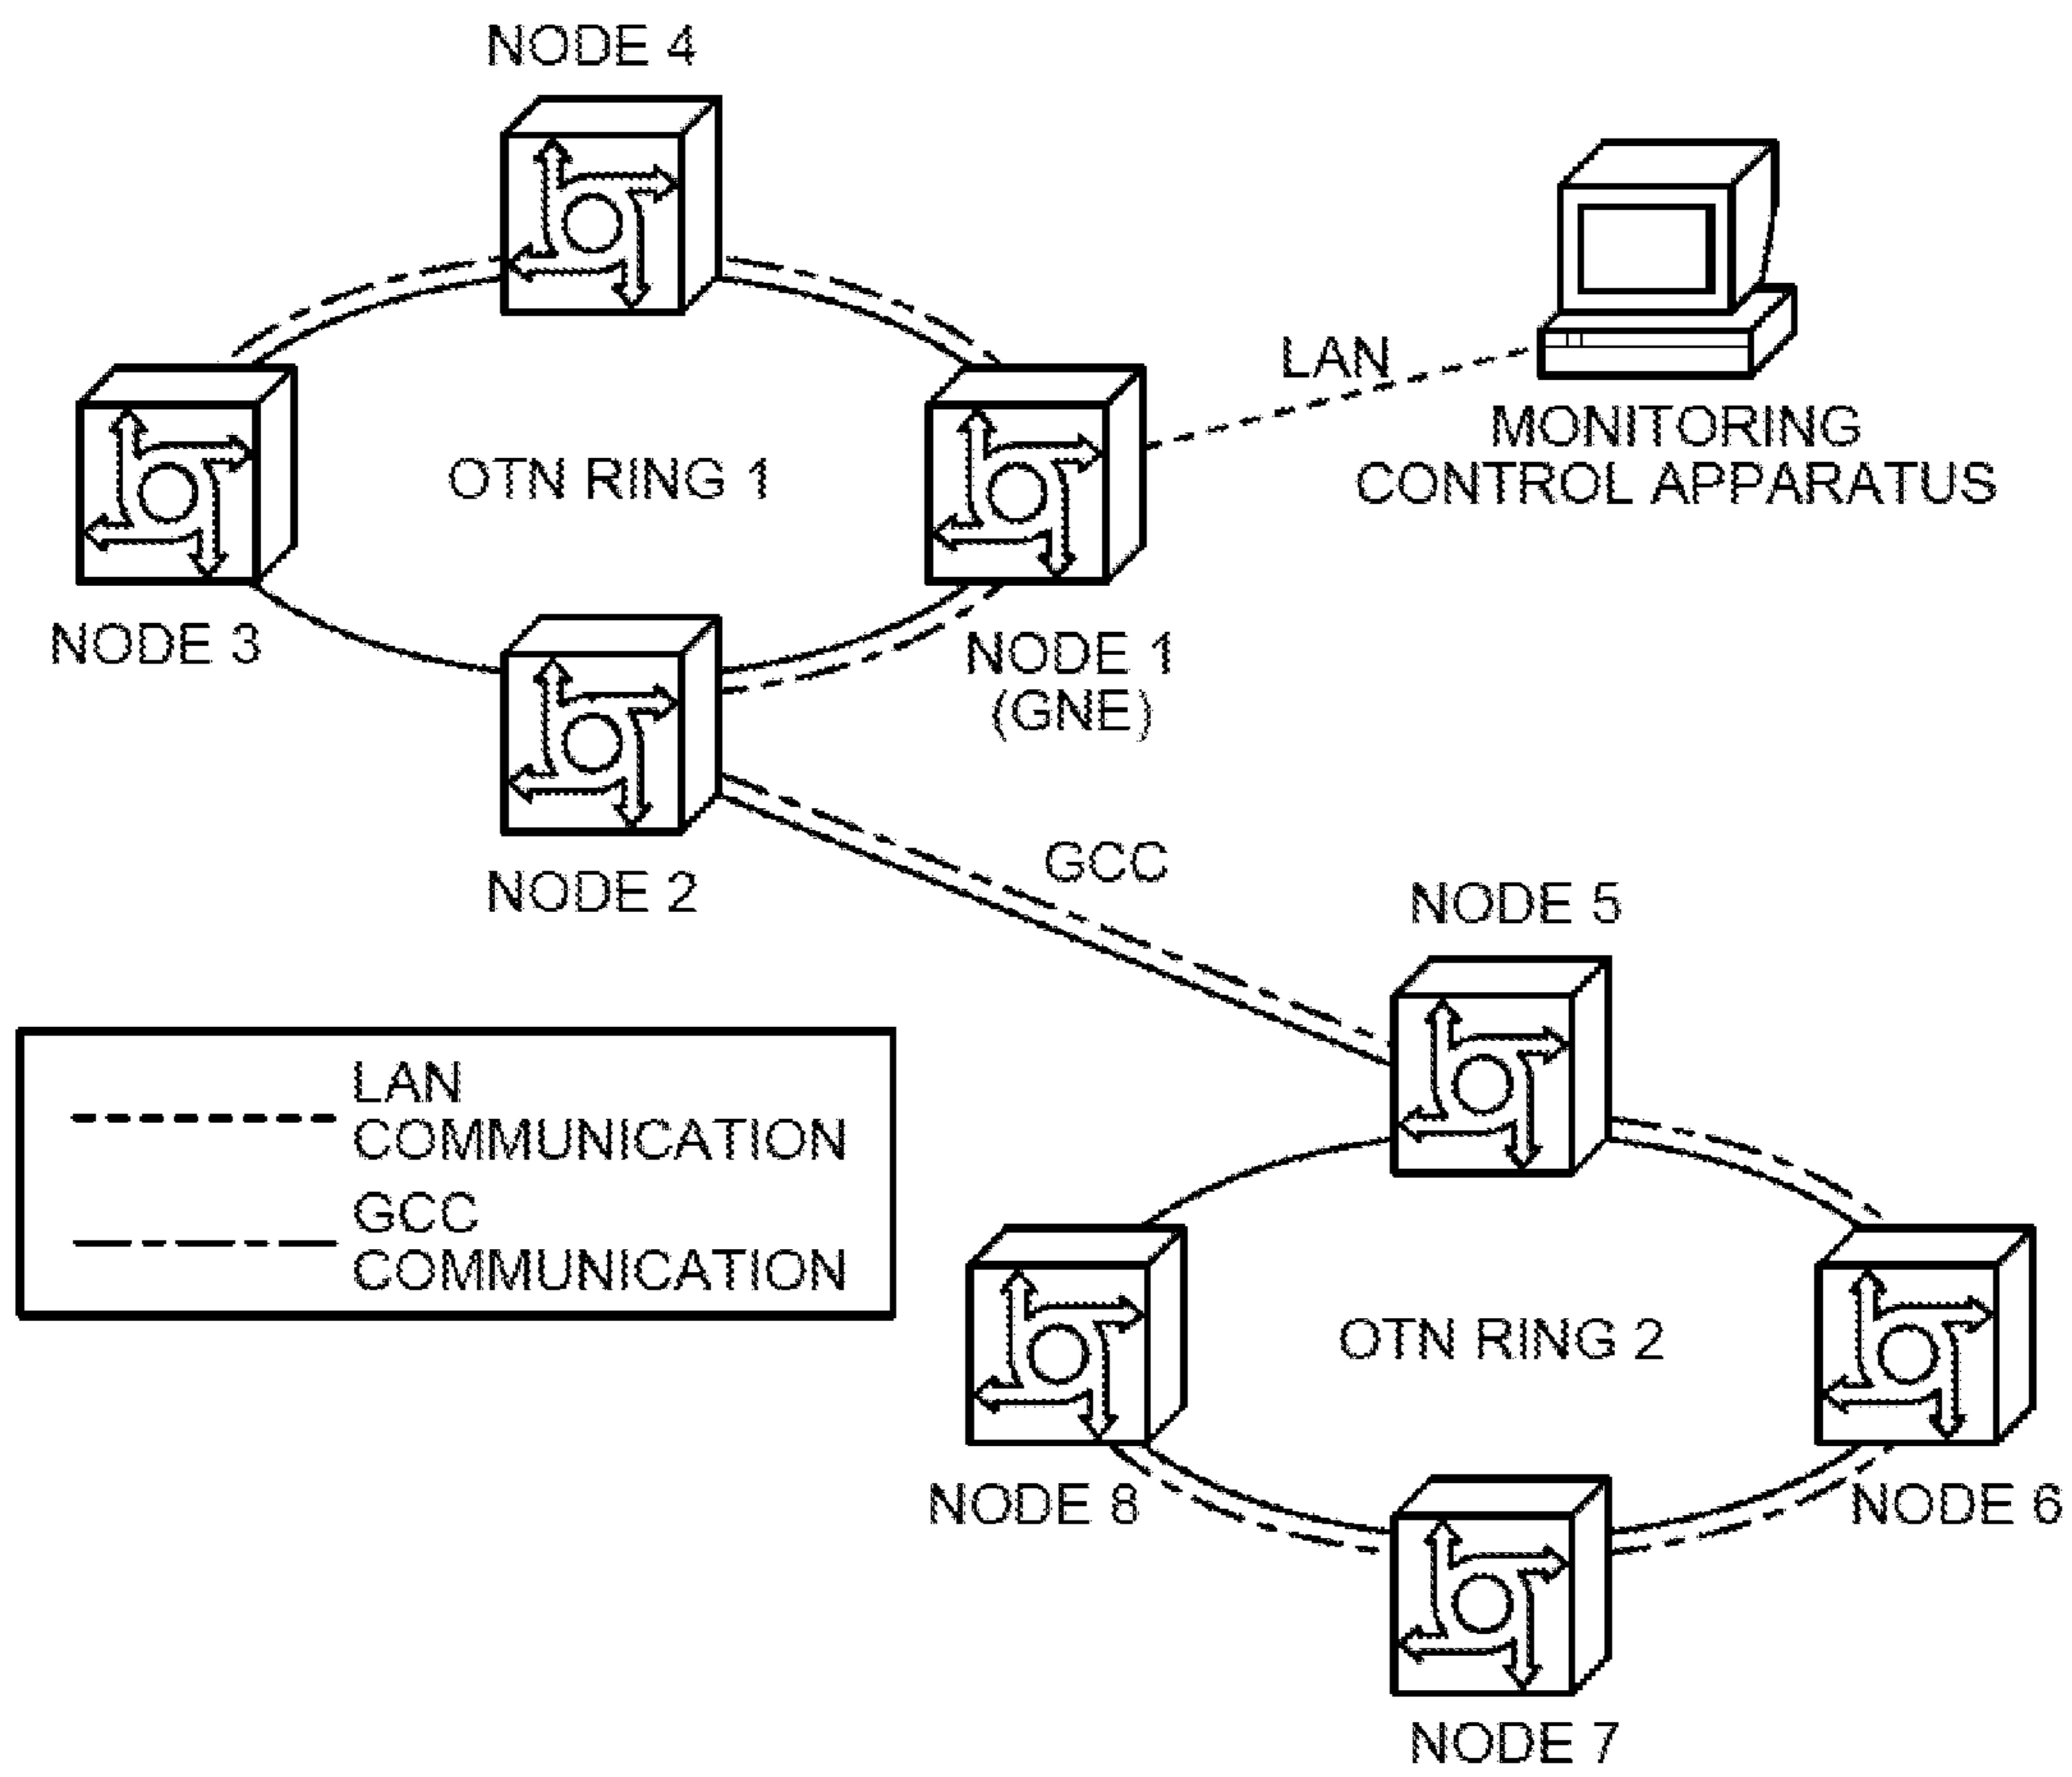 NODE 4
LAN
MONITORING
CONTROL APPARATUS
OTN RING 1
NODE 3
NODE 1
(GNE)
NODE 2
GCC
NODE 5
LAN
COMMUNICATION
GCC
COMMUNICATION
OTN RING 2
NODE 8
NODE 6
NODE 7